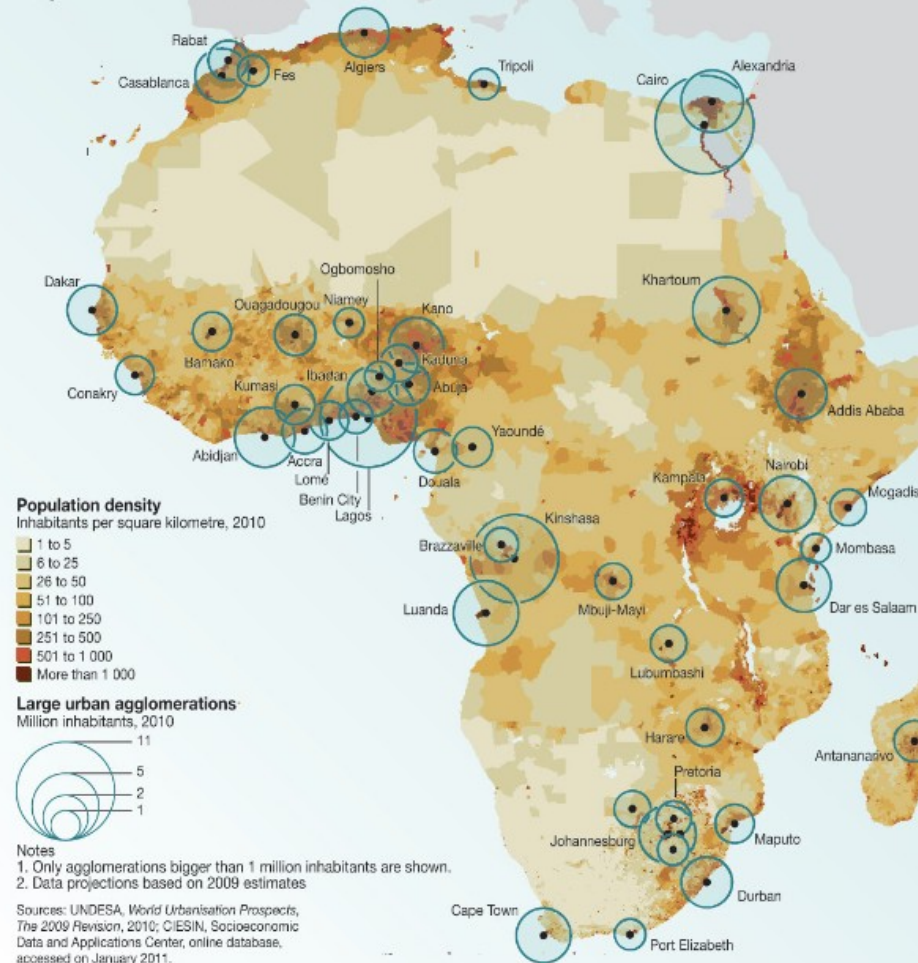 Rabat
Casablanca
Fes
Algiers
Tripoli
Cairo
Alexandria
Dakar
Ogbomosho
Ouagadougou
Niamey
Kano
Khartoum
Bamako
Kaduna
Ibadan
Abuja
Kumasi
Conakry
Addis Ababa
Abidjan
Accra
Lomé
Benin City
Lagos
Yaoundé
Douala
Kampala
Nairobi
Mogadis
Population density
Inhabitants per square kilometre, 2010
1 to 5
6 to 25
26 to 50
51 to 100
101 to 250
251 to 500
501 to 1 000
More than 1 000
Kinshasa
Brazzaville
Mombasa
Luanda
Mbuji-Mayi
Dar es Salaam
Lubumbashi
Large urban agglomerations
Million inhabitants, 2010
11
5
2
1
Harare
Antananarivo
Pretoria
Johannesburg
Maputo
Durban
Cape Town
Port Elizabeth
Notes
1. Only agglomerations bigger than 1 million inhabitants are shown.
2. Data projections based on 2009 estimates
Sources: UNDESA, World Urbanisation Prospects,
The 2009 Revision, 2010; CIESIN, Socioeconomic
Data and Applications Center, online database,
accessed on January 2011.